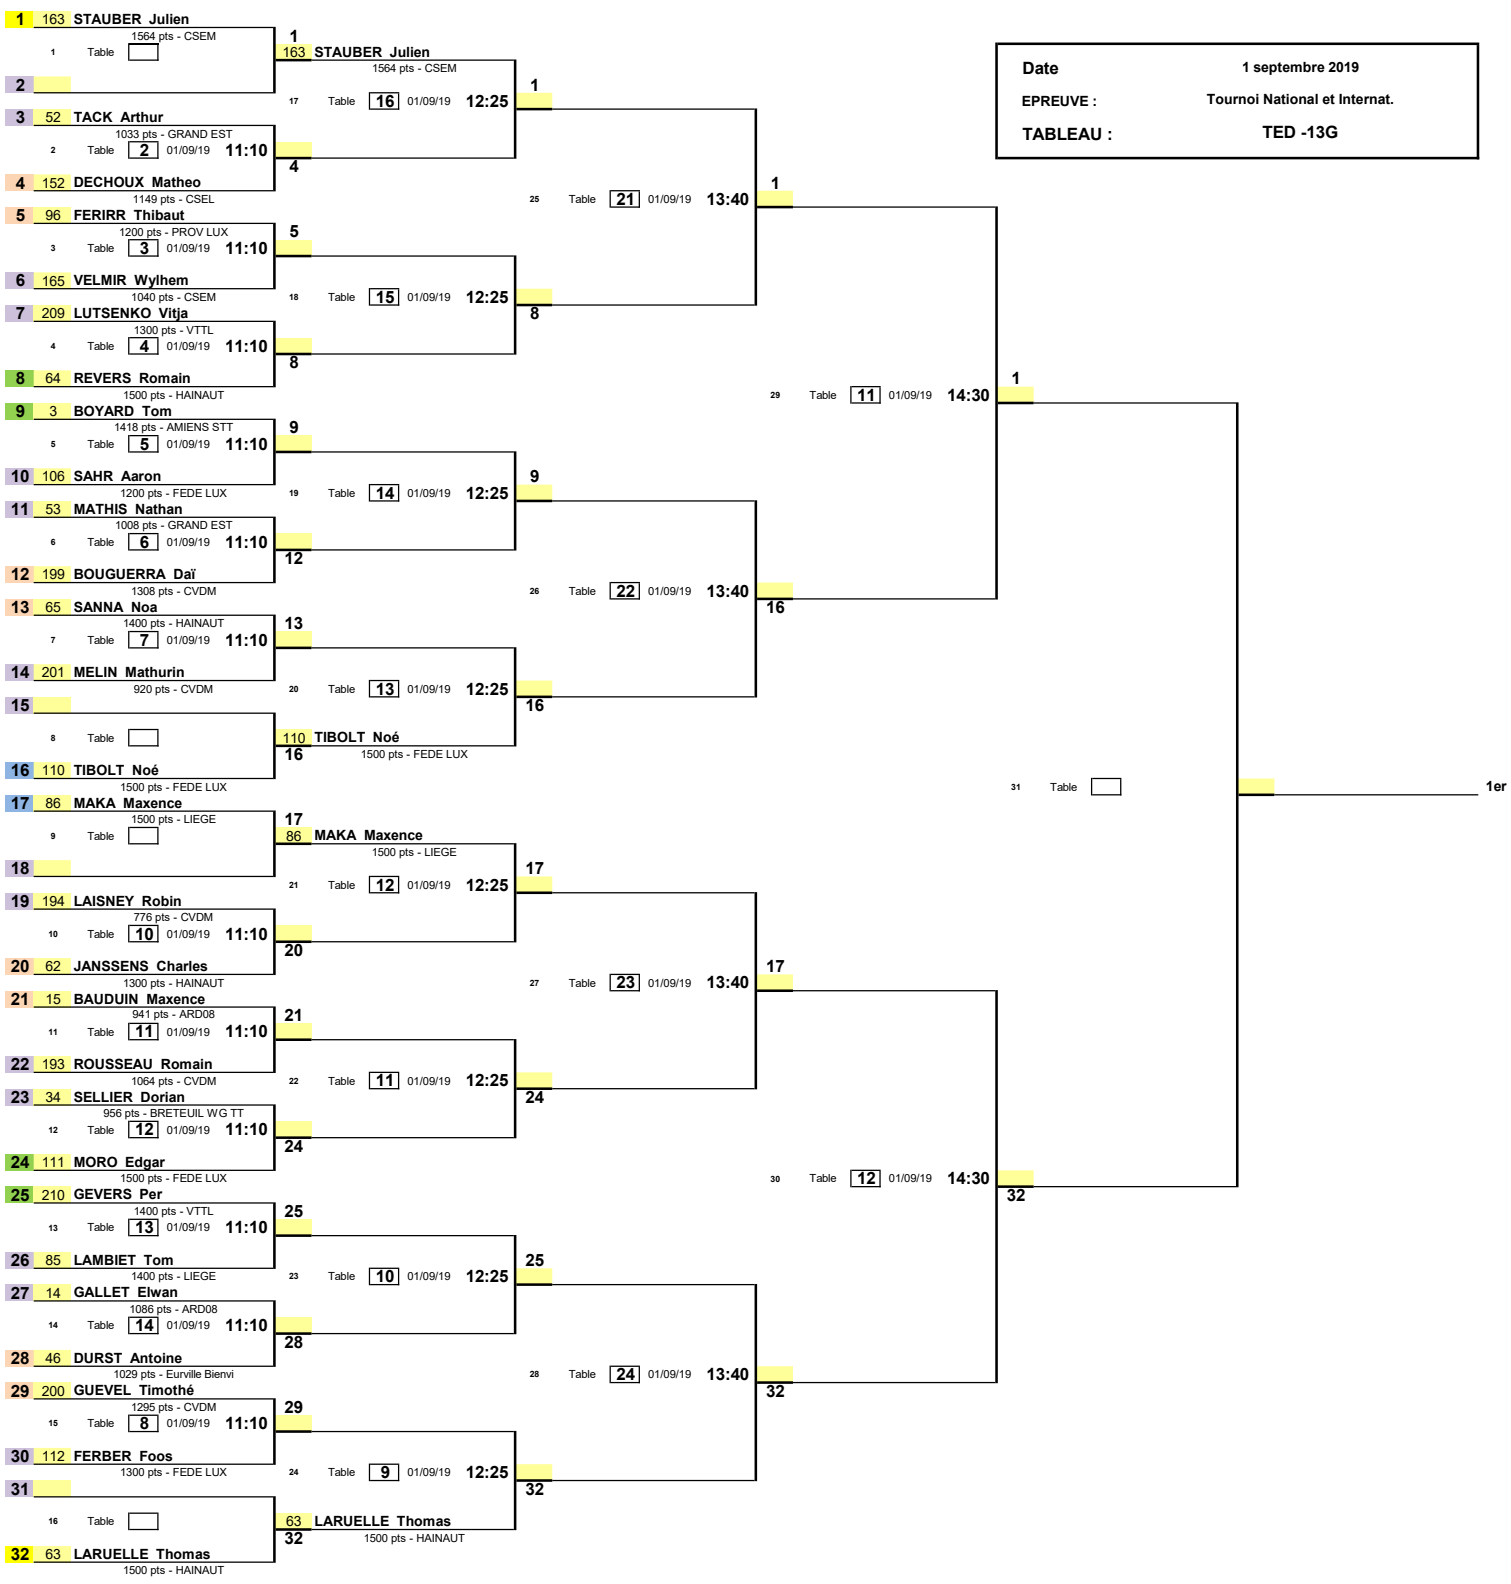 1 163 STAUBER Julien
1564 pts - CSEM
1
1 Table
163 STAUBER Julien
1564 pts - CSEM
Date 1 septembre 2019
2
1
17 Table 16 01/09/19 12:25
EPREUVE : Tournoi National et Internat.
3 52 TACK Arthur
1033 pts - GRAND EST
TABLEAU : TED -13G
2 Table 2 01/09/19 11:10
4
4 152 DECHOUX Matheo
1149 pts - CSEL
1
25 Table 21 01/09/19 13:40
5 96 FERIRR Thibaut
1200 pts - PROV LUX
5
3 Table 3 01/09/19 11:10
6 165 VELMIR Wylhem
1040 pts - CSEM
18 Table 15 01/09/19 12:25
8
7 209 LUTSENKO Vitja
1300 pts - VTTL
4 Table 4 01/09/19 11:10
8
8 64 REVERS Romain
1500 pts - HAINAUT
1
29 Table 11 01/09/19 14:30
9 3 BOYARD Tom
1418 pts - AMIENS STT
9
5 Table 5 01/09/19 11:10
10 106 SAHR Aaron
1200 pts - FEDE LUX
9
19 Table 14 01/09/19 12:25
11 53 MATHIS Nathan
1008 pts - GRAND EST
6 Table 6 01/09/19 11:10
12
12 199 BOUGUERRA Daï
1308 pts - CVDM
26 Table 22 01/09/19 13:40
16
13 65 SANNA Noa
1400 pts - HAINAUT
13
7 Table 7 01/09/19 11:10
14 201 MELIN Mathurin
920 pts - CVDM
20 Table 13 01/09/19 12:25
16
15
8 Table
110 TIBOLT Noé
16
1500 pts - FEDE LUX
16 110 TIBOLT Noé
1500 pts - FEDE LUX
31 Table
1er
17 86 MAKA Maxence
1500 pts - LIEGE
17
9 Table
86 MAKA Maxence
1500 pts - LIEGE
18
17
21 Table 12 01/09/19 12:25
19 194 LAISNEY Robin
776 pts - CVDM
10 Table 10 01/09/19 11:10
20
20 62 JANSSENS Charles
1300 pts - HAINAUT
17
27 Table 23 01/09/19 13:40
21 15 BAUDUIN Maxence
941 pts - ARD08
21
11 Table 11 01/09/19 11:10
22 193 ROUSSEAU Romain
1064 pts - CVDM
22 Table 11 01/09/19 12:25
24
23 34 SELLIER Dorian
956 pts - BRETEUIL WG TT
12 Table 12 01/09/19 11:10
24
24 111 MORO Edgar
1500 pts - FEDE LUX
30 Table 12 01/09/19 14:30
32
25 210 GEVERS Per
1400 pts - VTTL
25
13 Table 13 01/09/19 11:10
26 85 LAMBIET Tom
1400 pts - LIEGE
25
23 Table 10 01/09/19 12:25
27 14 GALLET Elwan
1086 pts - ARD08
14 Table 14 01/09/19 11:10
28
28 46 DURST Antoine
1029 pts - Eurville Bienvi
28 Table 24 01/09/19 13:40
32
29 200 GUEVEL Timothé
1295 pts - CVDM
29
15 Table 8 01/09/19 11:10
30 112 FERBER Foos
1300 pts - FEDE LUX
24 Table 9 01/09/19 12:25
32
31
16 Table
63 LARUELLE Thomas
32
1500 pts - HAINAUT
32 63 LARUELLE Thomas
1500 pts - HAINAUT